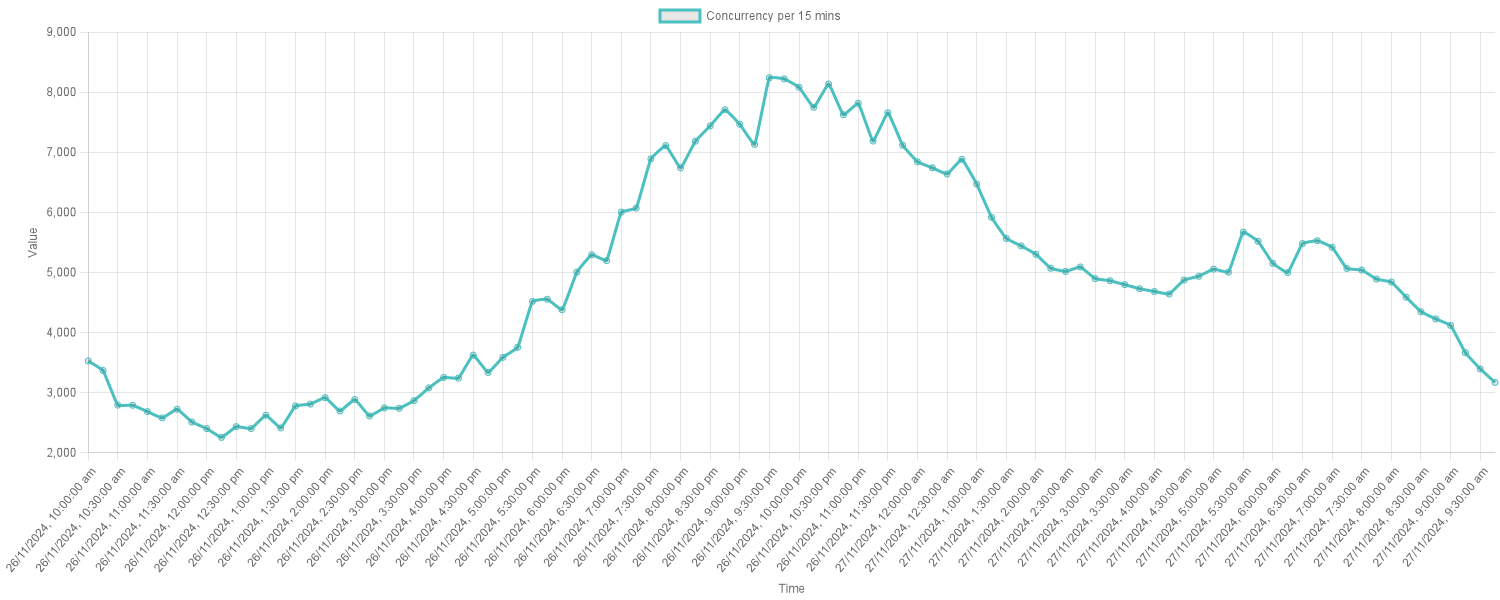 Concurrency per 15 mins
9,000
8,000
7,000
6,000
5,000
4,000
3,000
2,000
Value
26/11/2024, 10:00:00 am
26/11/2024, 10:30:00 am
26/11/2024, 11:00:00 am
26/11/2024, 11:30:00 am
26/11/2024, 12:00:00 pm
26/11/2024, 12:30:00 pm
26/11/2024, 1:00:00 pm
26/11/2024, 1:30:00 pm
26/11/2024, 2:00:00 pm
26/11/2024, 2:30:00 pm
26/11/2024, 3:00:00 pm
26/11/2024, 3:30:00 pm
26/11/2024, 4:00:00 pm
26/11/2024, 4:30:00 pm
26/11/2024, 5:00:00 pm
26/11/2024, 5:30:00 pm
26/11/2024, 6:00:00 pm
26/11/2024, 6:30:00 pm
26/11/2024, 7:00:00 pm
26/11/2024, 7:30:00 pm
26/11/2024, 8:00:00 pm
26/11/2024, 8:30:00 pm
26/11/2024, 9:00:00 pm
26/11/2024, 9:30:00 pm
26/11/2024, 10:00:00 pm
26/11/2024, 10:30:00 pm
26/11/2024, 11:00:00 pm
26/11/2024, 11:30:00 pm
27/11/2024, 12:00:00 am
27/11/2024, 12:30:00 am
27/11/2024, 1:00:00 am
27/11/2024, 1:30:00 am
27/11/2024, 2:00:00 am
27/11/2024, 2:30:00 am
27/11/2024, 3:00:00 am
27/11/2024, 3:30:00 am
27/11/2024, 4:00:00 am
27/11/2024, 4:30:00 am
27/11/2024, 5:00:00 am
27/11/2024, 5:30:00 am
27/11/2024, 6:00:00 am
27/11/2024, 6:30:00 am
27/11/2024, 7:00:00 am
27/11/2024, 7:30:00 am
27/11/2024, 8:00:00 am
27/11/2024, 8:30:00 am
27/11/2024, 9:00:00 am
27/11/2024, 9:30:00 am
Time